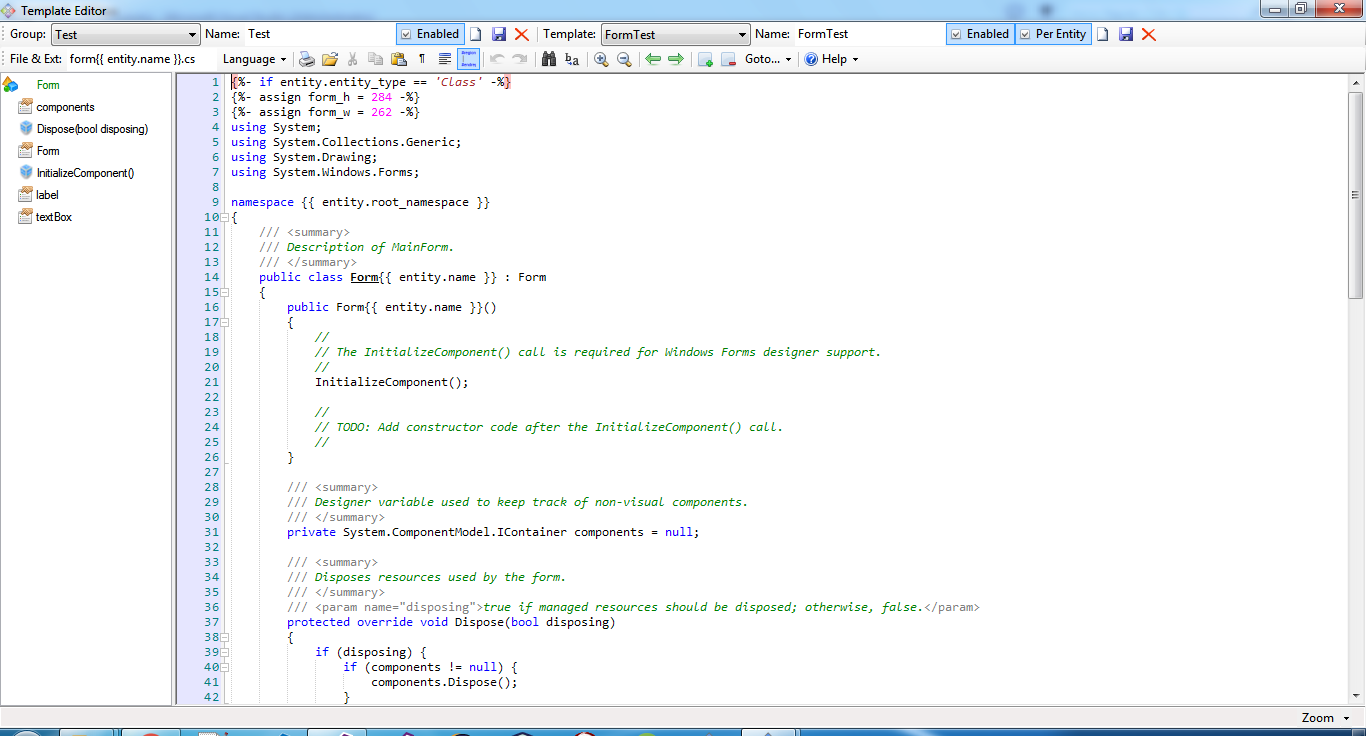 Template Editor
Group: Test Name: Test Enabled Template: FormTest Name: FormTest Enabled Per Entity
File & Ext: form{{ entity.name }}.cs Language Goto... Help
Form
components
Dispose(bool disposing)
Form
InitializeComponent()
label
textBox
1 {%- if entity.entity_type == 'Class' -%}
2 {%- assign form_h = 284 -%}
3 {%- assign form_w = 262 -%}
4 using System;
5 using System.Collections.Generic;
6 using System.Drawing;
7 using System.Windows.Forms;
8
9 namespace {{ entity.root_namespace }}
10 {
11 /// <summary>
12 /// Description of MainForm.
13 /// </summary>
14 public class Form{{ entity.name }} : Form
15 {
16 public Form{{ entity.name }}()
17 {
18 //
19 // The InitializeComponent() call is required for Windows Forms designer support.
20 //
21 InitializeComponent();
22
23 //
24 // TODO: Add constructor code after the InitializeComponent() call.
25 //
26 }
27
28 /// <summary>
29 /// Designer variable used to keep track of non-visual components.
30 /// </summary>
31 private System.ComponentModel.IContainer components = null;
32
33 /// <summary>
34 /// Disposes resources used by the form.
35 /// </summary>
36 /// <param name="disposing">true if managed resources should be disposed; otherwise, false.</param>
37 protected override void Dispose(bool disposing)
38 {
39 if (disposing) {
40 if (components != null) {
41 components.Dispose();
42 }
Zoom